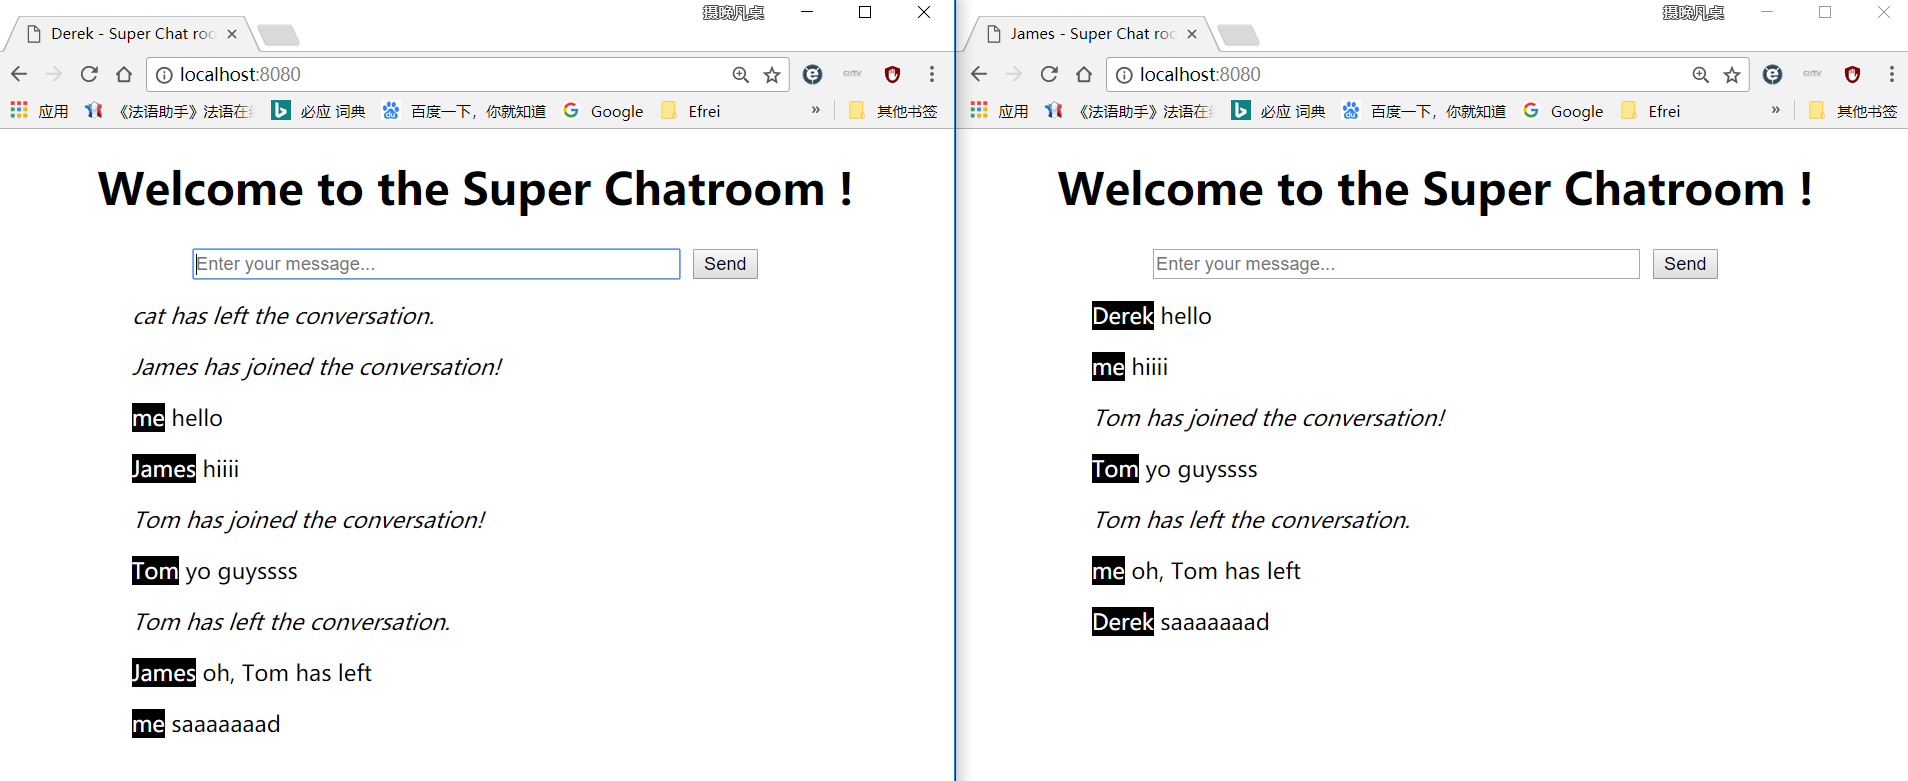 摄晚凡桌
Derek - Super Chat roo
localhost:8080
应用 《法语助手》法语在 必应 词典 百度一下，你就知道 Google Efrei » 其他书签
Welcome to the Super Chatroom !
Enter your message... Send
cat has left the conversation.
James has joined the conversation!
me hello
James hiiii
Tom has joined the conversation!
Tom yo guyssss
Tom has left the conversation.
James oh, Tom has left
me saaaaaaad
摄晚凡桌
James - Super Chat roo
localhost:8080
应用 《法语助手》法语在 必应 词典 百度一下，你就知道 Google Efrei » 其他书签
Welcome to the Super Chatroom !
Enter your message... Send
Derek hello
me hiiii
Tom has joined the conversation!
Tom yo guyssss
Tom has left the conversation.
me oh, Tom has left
Derek saaaaaaad